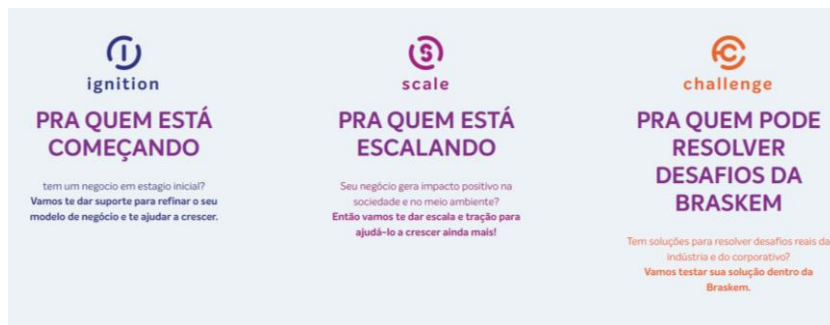 ignition
PRA QUEM ESTÁ
COMEÇANDO
tem um negocio em estagio inicial?
Vamos te dar suporte para refinar o seu
modelo de negócio e te ajudar a crescer.
S
scale
PRA QUEM ESTÁ
ESCALANDO
Seu negócio gera impacto positivo na
sociedade e no meio ambiente?
Então vamos te dar escala e tração para
ajudá-lo a crescer ainda mais!
C
challenge
PRA QUEM PODE
RESOLVER
DESAFIOS DA
BRASKEM
Tem soluções para resolver desafios reais da
indústria e do corporativo?
Vamos testar sua solução dentro da
Braskem.